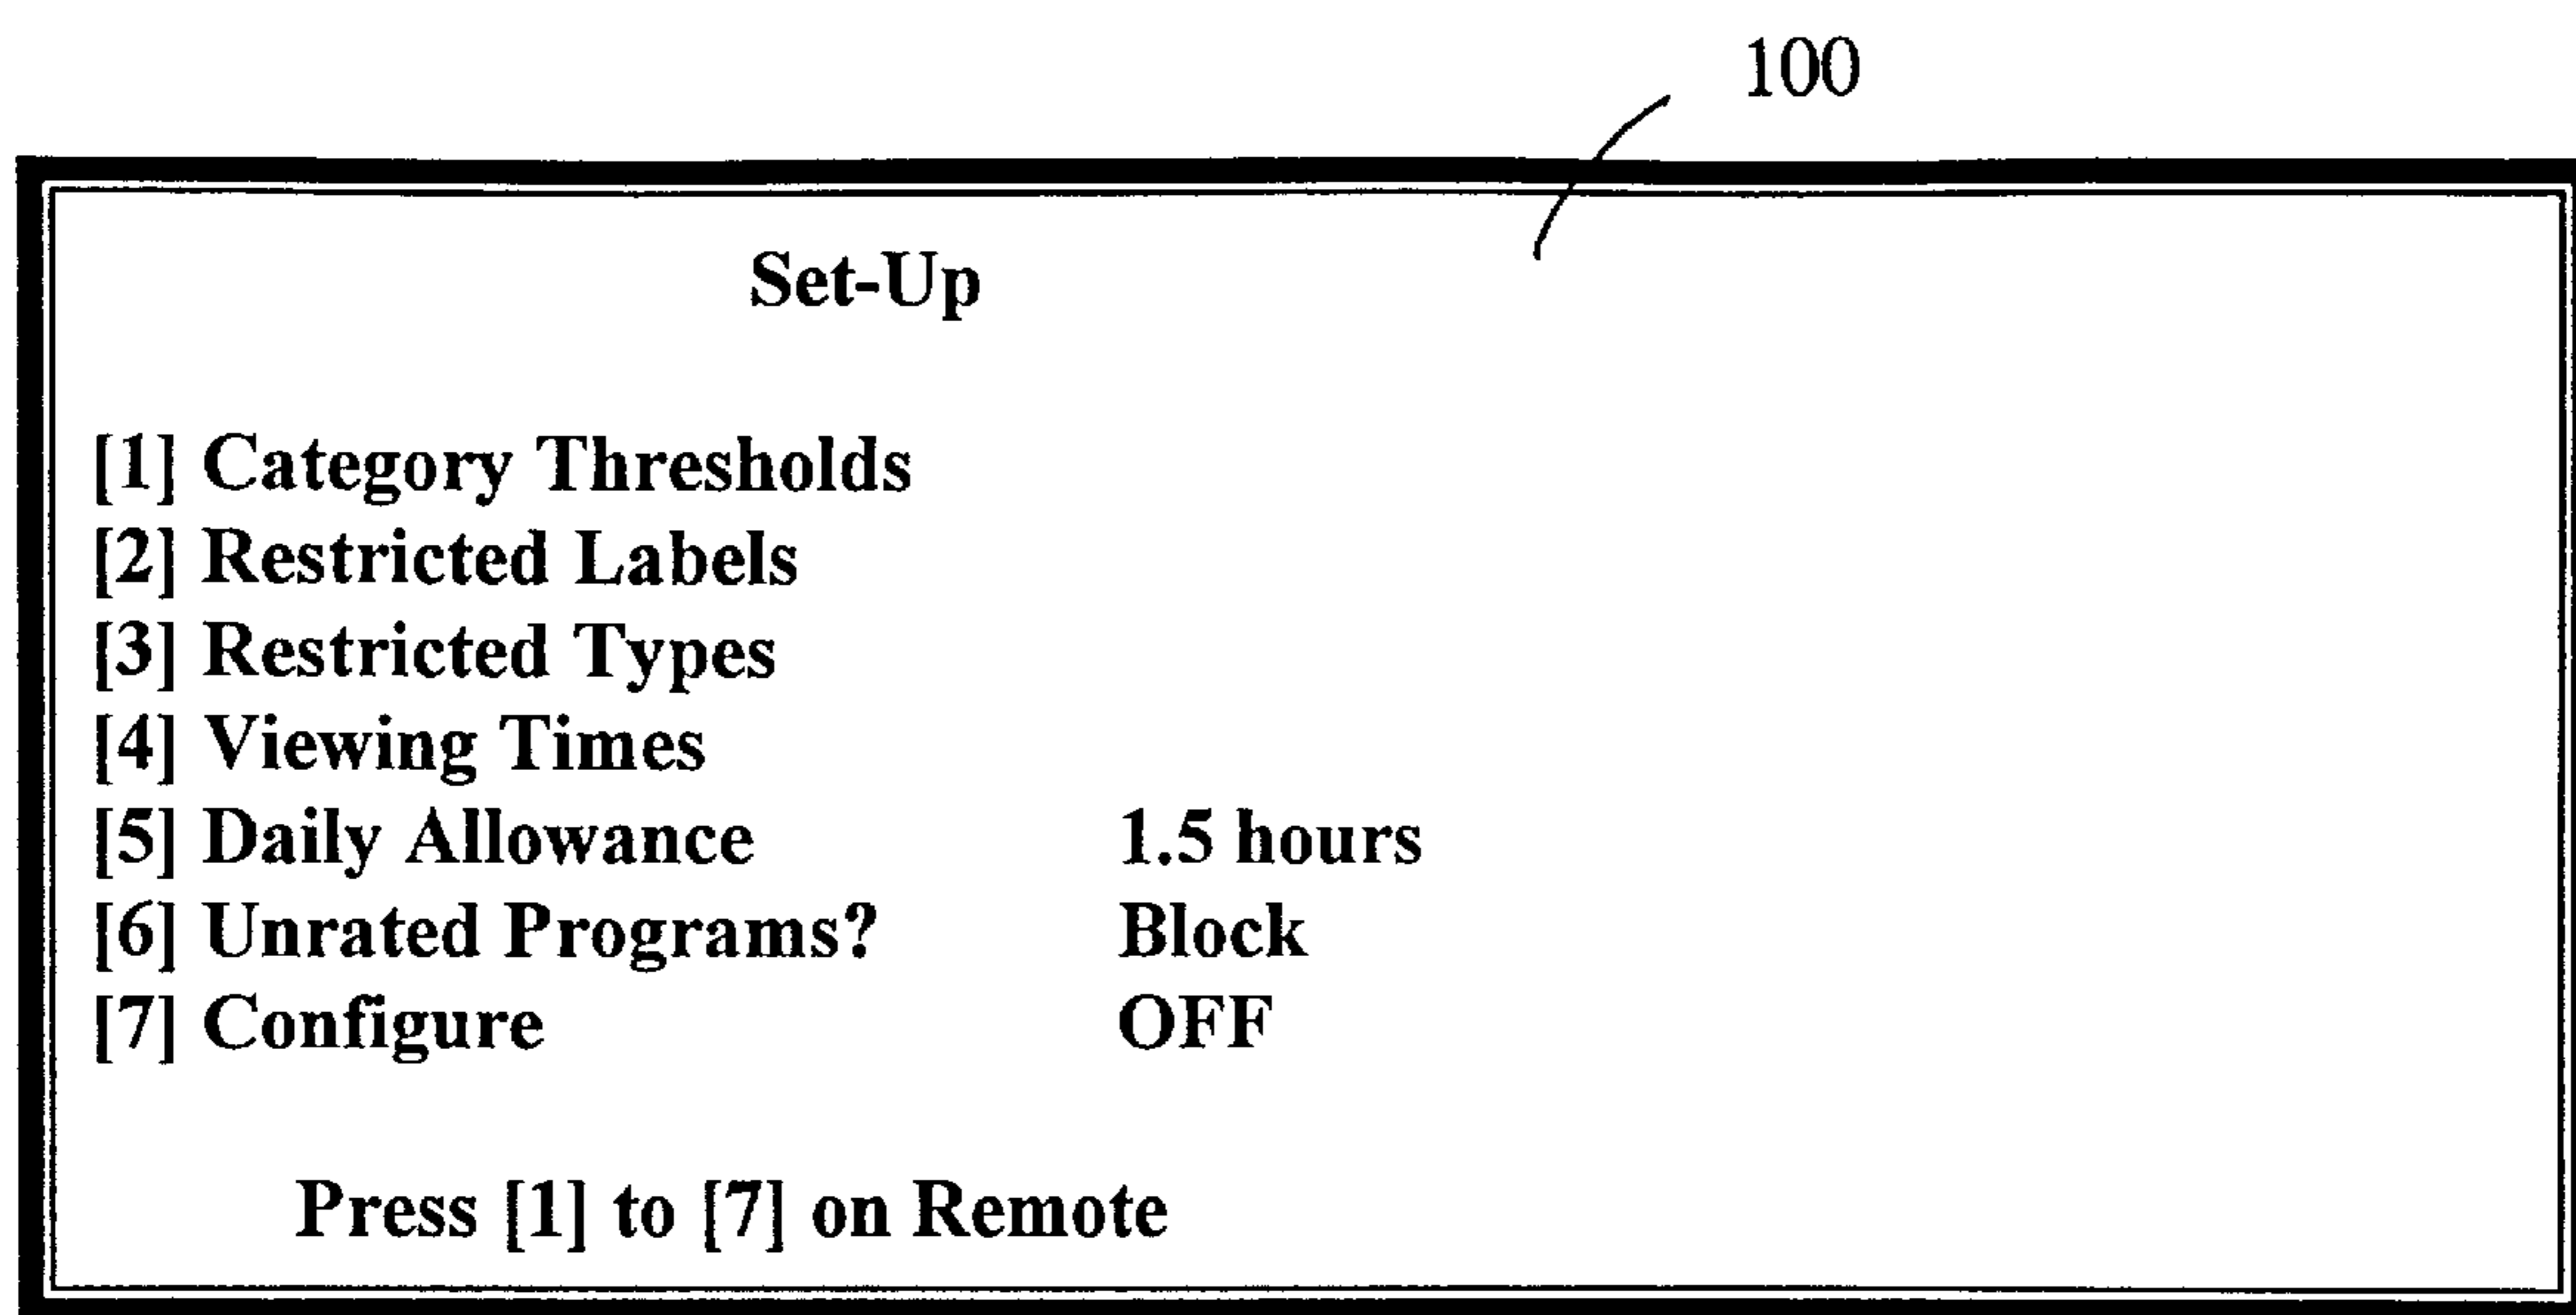 100
Set-Up
[1] Category Thresholds
[2] Restricted Labels
[3] Restricted Types
[4] Viewing Times
[5] Daily Allowance 1.5 hours
[6] Unrated Programs? Block
[7] Configure OFF
Press [1] to [7] on Remote